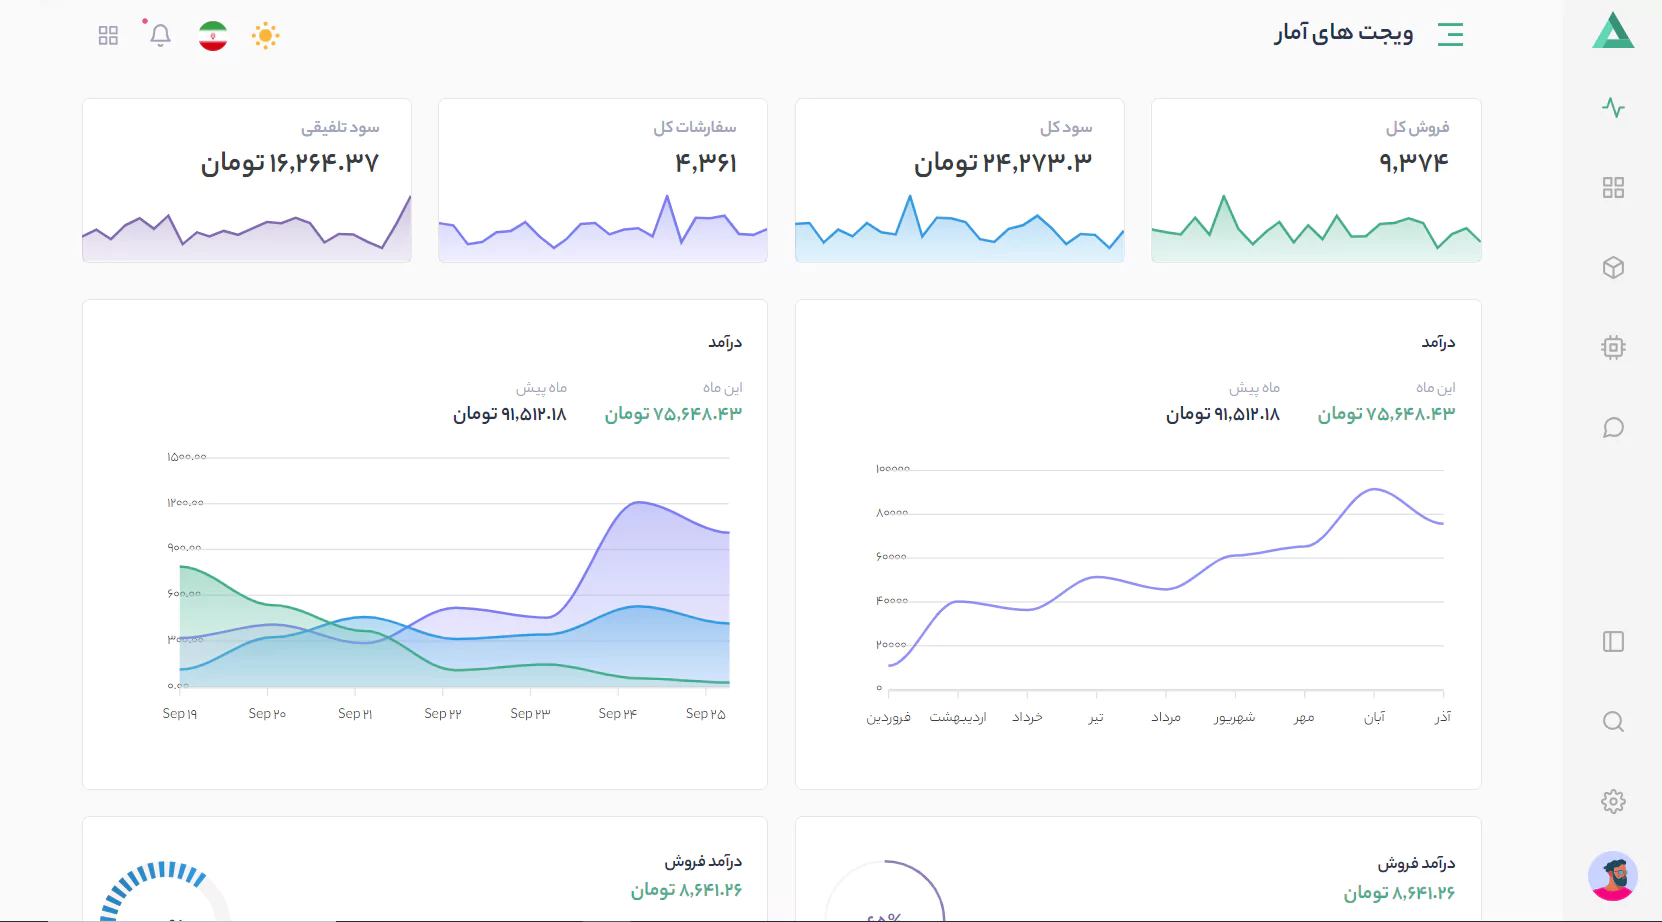 ویجت های آمار
فروش کل
۹,۳۷۴
سود کل
۲۴,۲۷۳.۳ تومان
سفارشات کل
۴,۳۶۱
سود تلفیقی
۱۶,۲۶۴.۳۷ تومان
درآمد
این ماه
ماه پیش
۷۵,۶۴۸.۴۳ تومان
۹۱,۵۱۲.۱۸ تومان
۱۰۰۰۰۰
۸۰۰۰۰
۶۰۰۰۰
۴۰۰۰۰
۲۰۰۰۰
۰
فروردین اردیبهشت خرداد تیر مرداد شهریور مهر آبان آذر
درآمد
این ماه
ماه پیش
۷۵,۶۴۸.۴۳ تومان
۹۱,۵۱۲.۱۸ تومان
۱۵۰۰.۰۰
۱۲۰۰.۰۰
۹۰۰.۰۰
۶۰۰.۰۰
۳۰۰.۰۰
۰.۰۰
Sep ۱۹ Sep ۲۰ Sep ۲۱ Sep ۲۲ Sep ۲۳ Sep ۲۴ Sep ۲۵
درآمد فروش
۸,۶۴۱.۲۶ تومان
درآمد فروش
۸,۶۴۱.۲۶ تومان